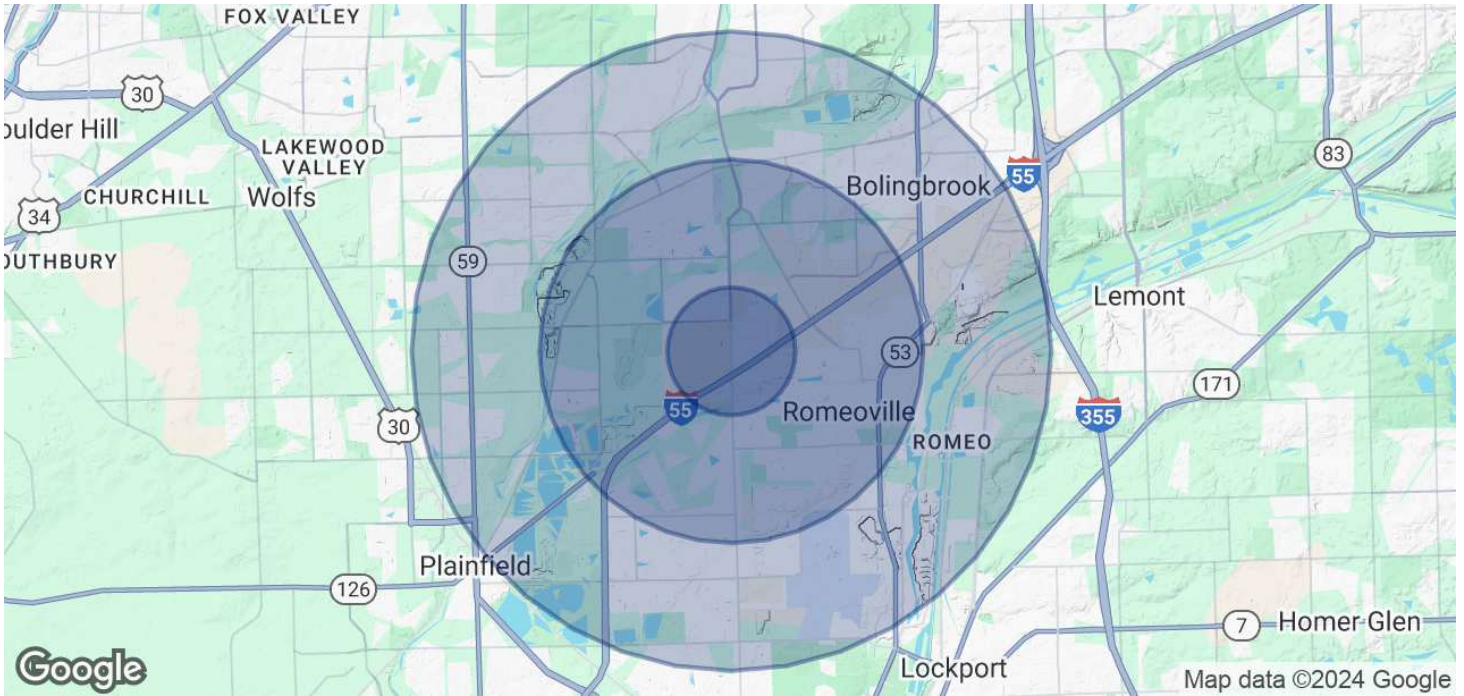 FOX VALLEY
30
oulder Hill
LAKEWOOD
VALLEY
83
Bolingbrook
55
CHURCHILL
Wolfs
34
OUTHBURY
59
Lemont
53
171
55
Romeoville
355
30
ROMEO
Plainfield
126
7
Homer Glen
Lockport
Google
Map data ©2024 Google